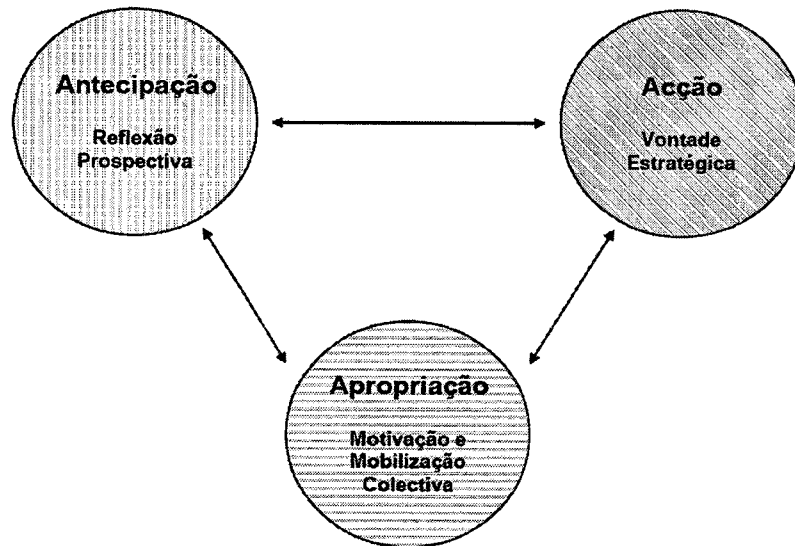 Antecipação
Reflexão
Prospectiva
Acção
Vontade
Estratégica
Apropriação
Motivação e
Mobilização
Colectiva